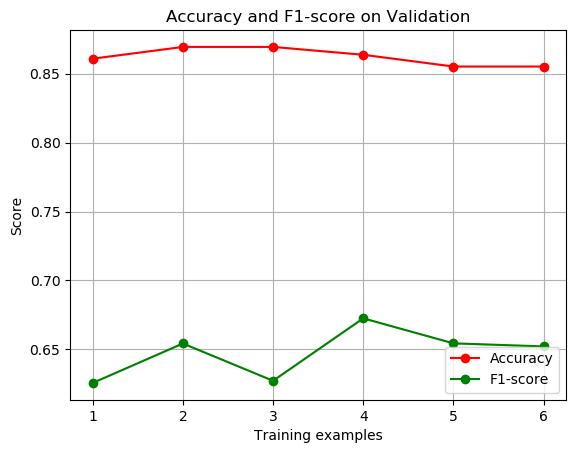 Accuracy and F1-score on Validation
0.85
0.80
0.75
0.70
0.65
Score
1 2 3 4 5 6
Training examples
Accuracy
F1-score